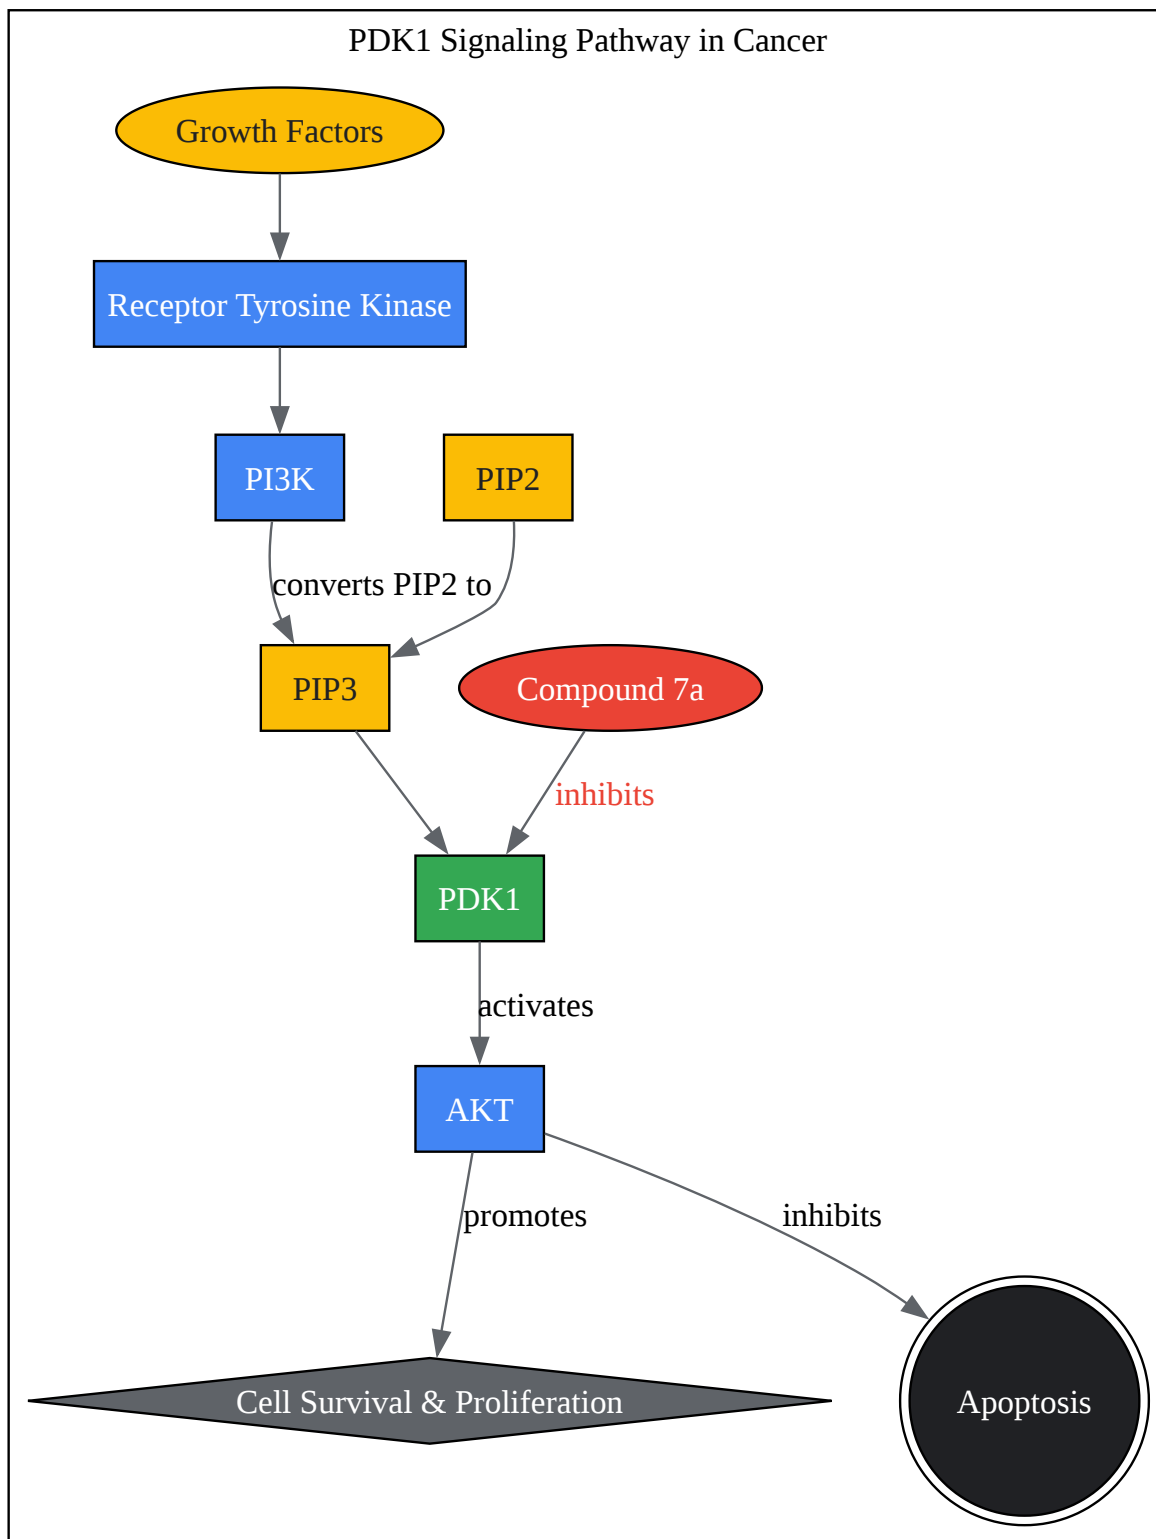 PDK1 Signaling Pathway in Cancer
Growth Factors
Receptor Tyrosine Kinase
PI3K
PIP2
converts PIP2 to
PIP3
Compound 7a
inhibits
PDK1
activates
AKT
promotes
inhibits
Cell Survival & Proliferation
Apoptosis